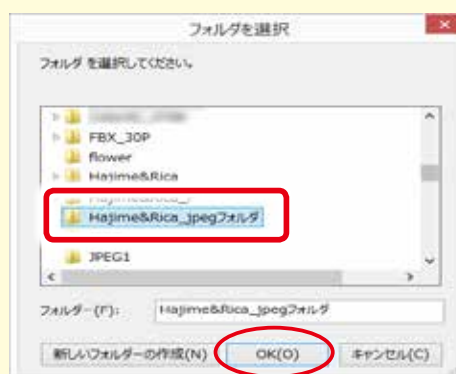 フォルダを選択
フォルダ を選択してください。
FBX_30P
flower
Hajime&Rica
Hajime&Rica_jpegフォルダ
JPEG1
フォルダー(F):
Hajime&Rica_jpegフォルダ
新しいフォルダーの作成(N)
OK(O)
キャンセル(C)